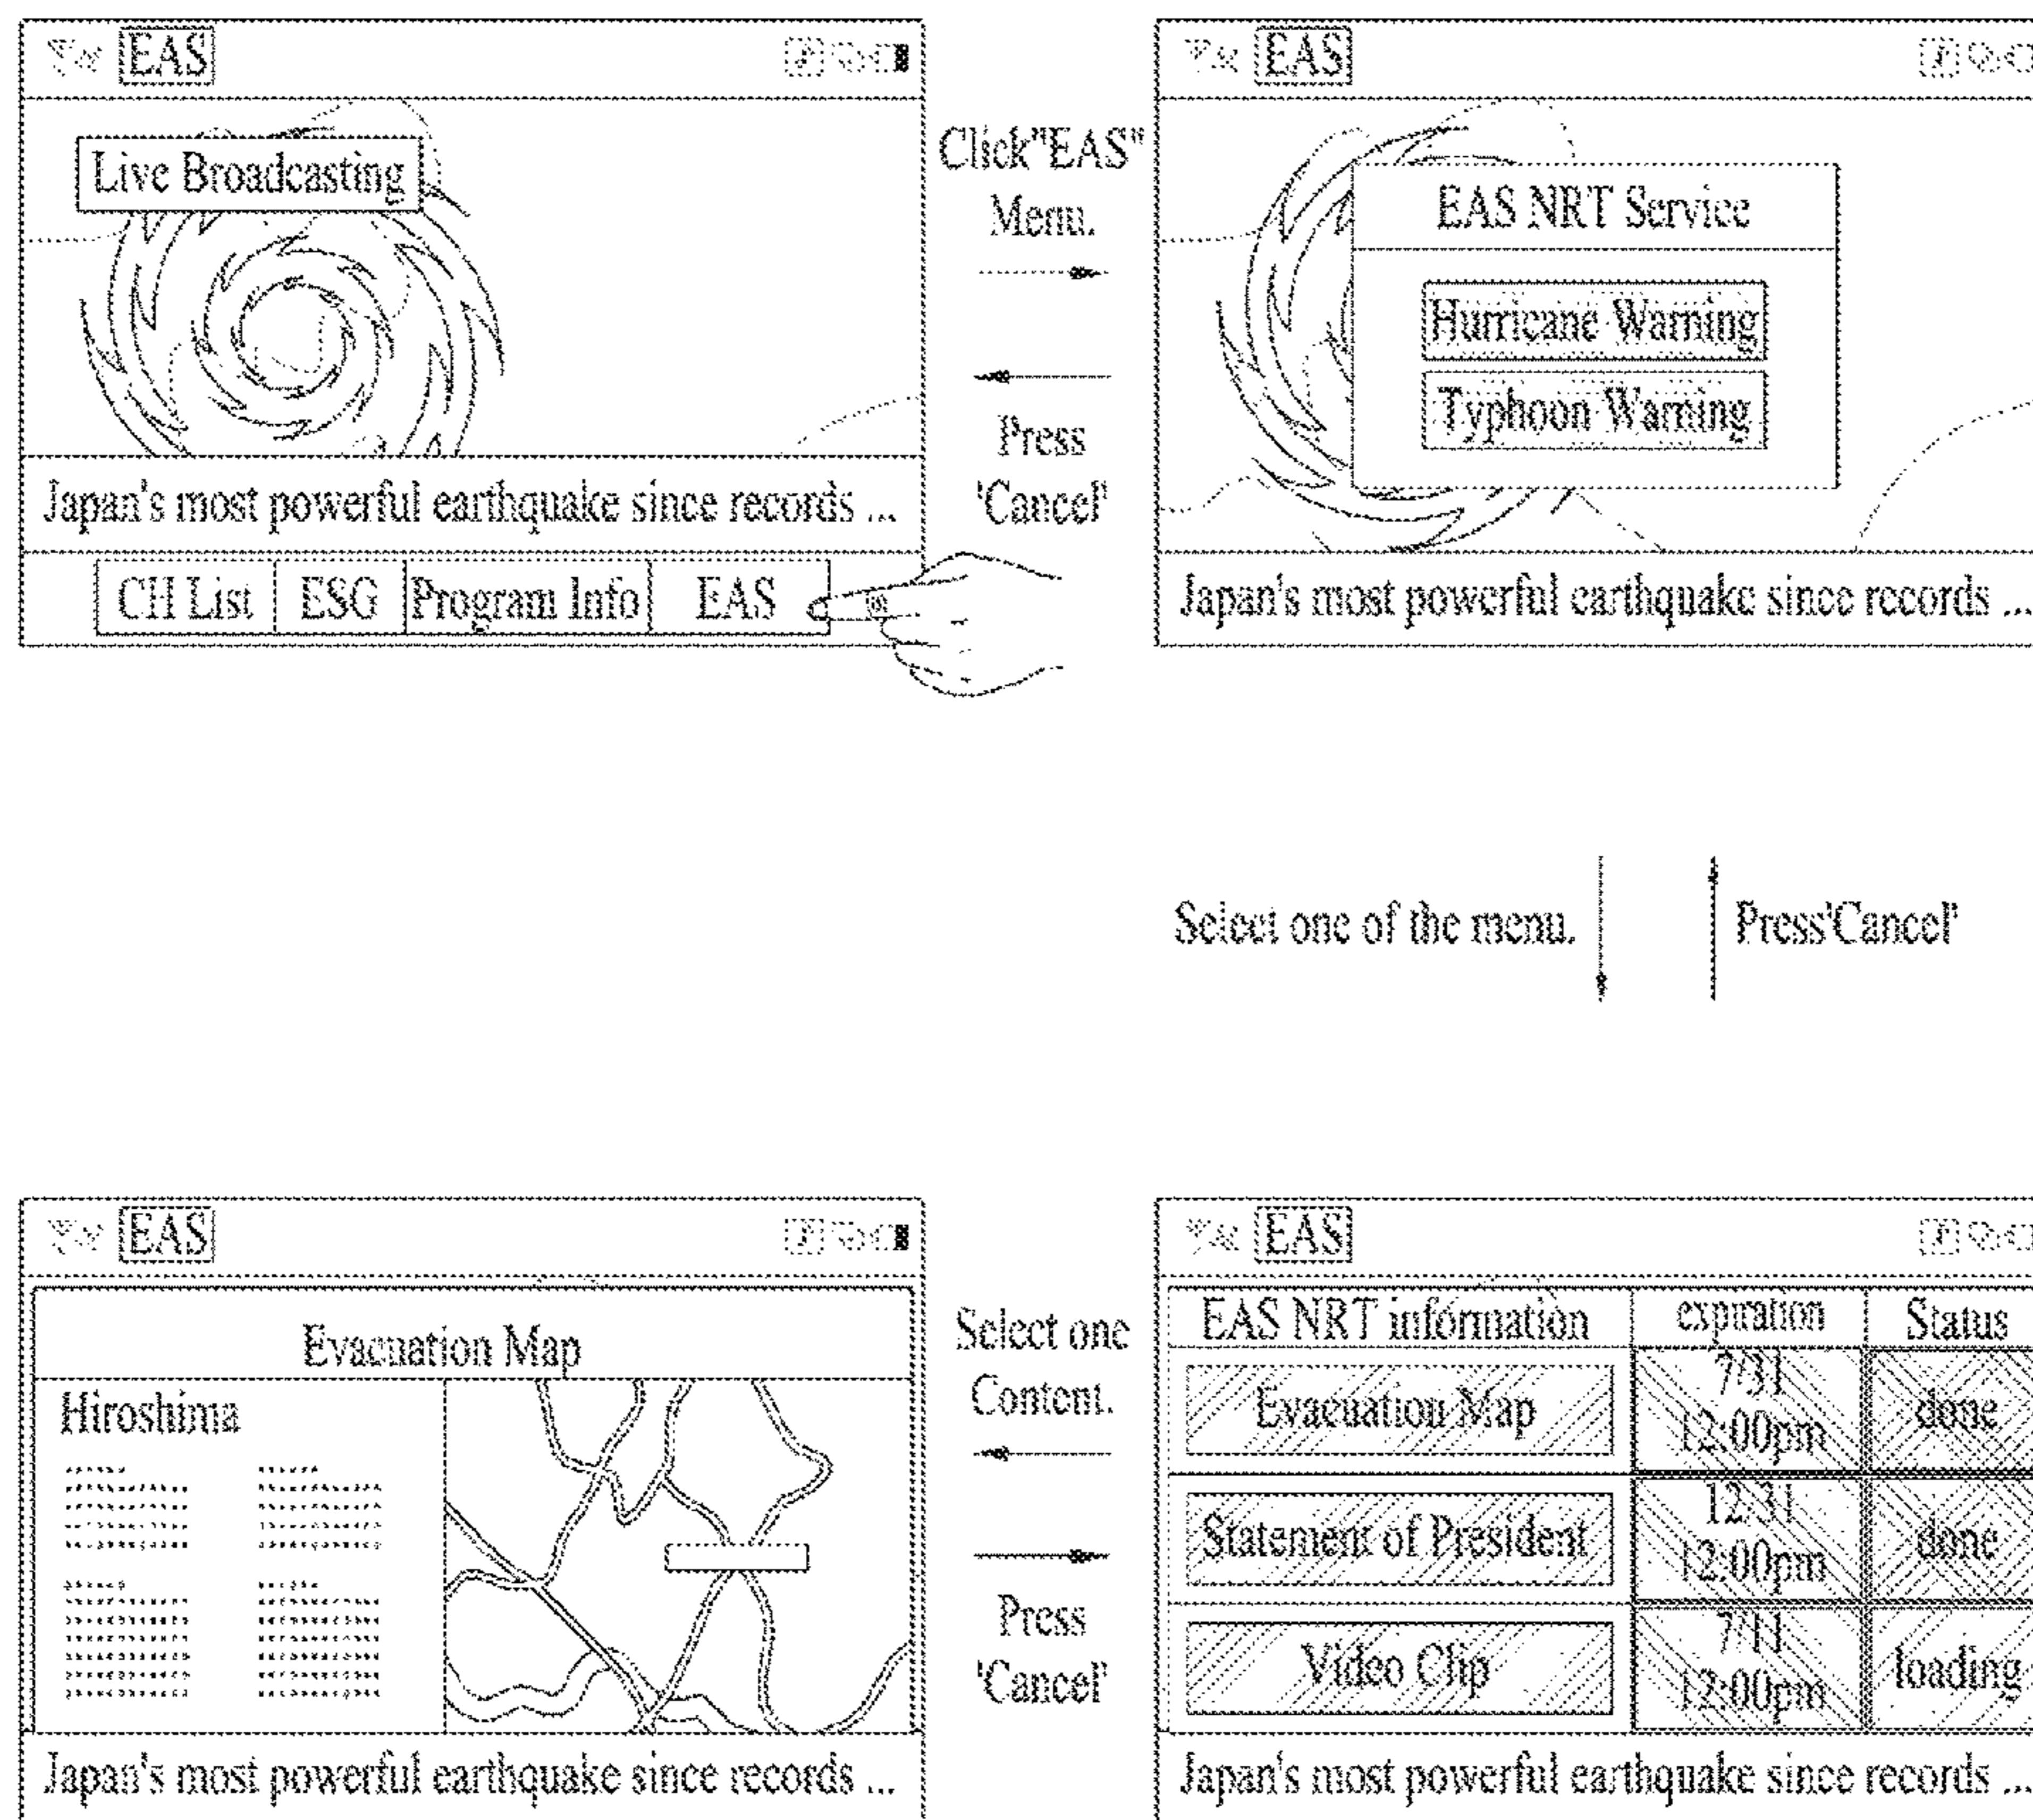 EAS
Live Broadcasting
Japan's most powerful earthquake since records ...
CH List ESG Program Info EAS
Click"EAS"
Menu.
Press
'Cancel'
EAS
EAS NRT Service
Hurricane Warning
Typhoon Warning
Japan's most powerful earthquake since records ...
Select one of the menu.
Press'Cancel'
EAS
Evacuation Map
Hiroshima
Japan's most powerful earthquake since records ...
Select one
Content.
Press
'Cancel'
EAS
EAS NRT information expiration Status
Evacuation Map 7/31 12:00pm done
Statement of President 12/31 12:00pm done
Video Clip 7/11 12:00pm loading
Japan's most powerful earthquake since records ...